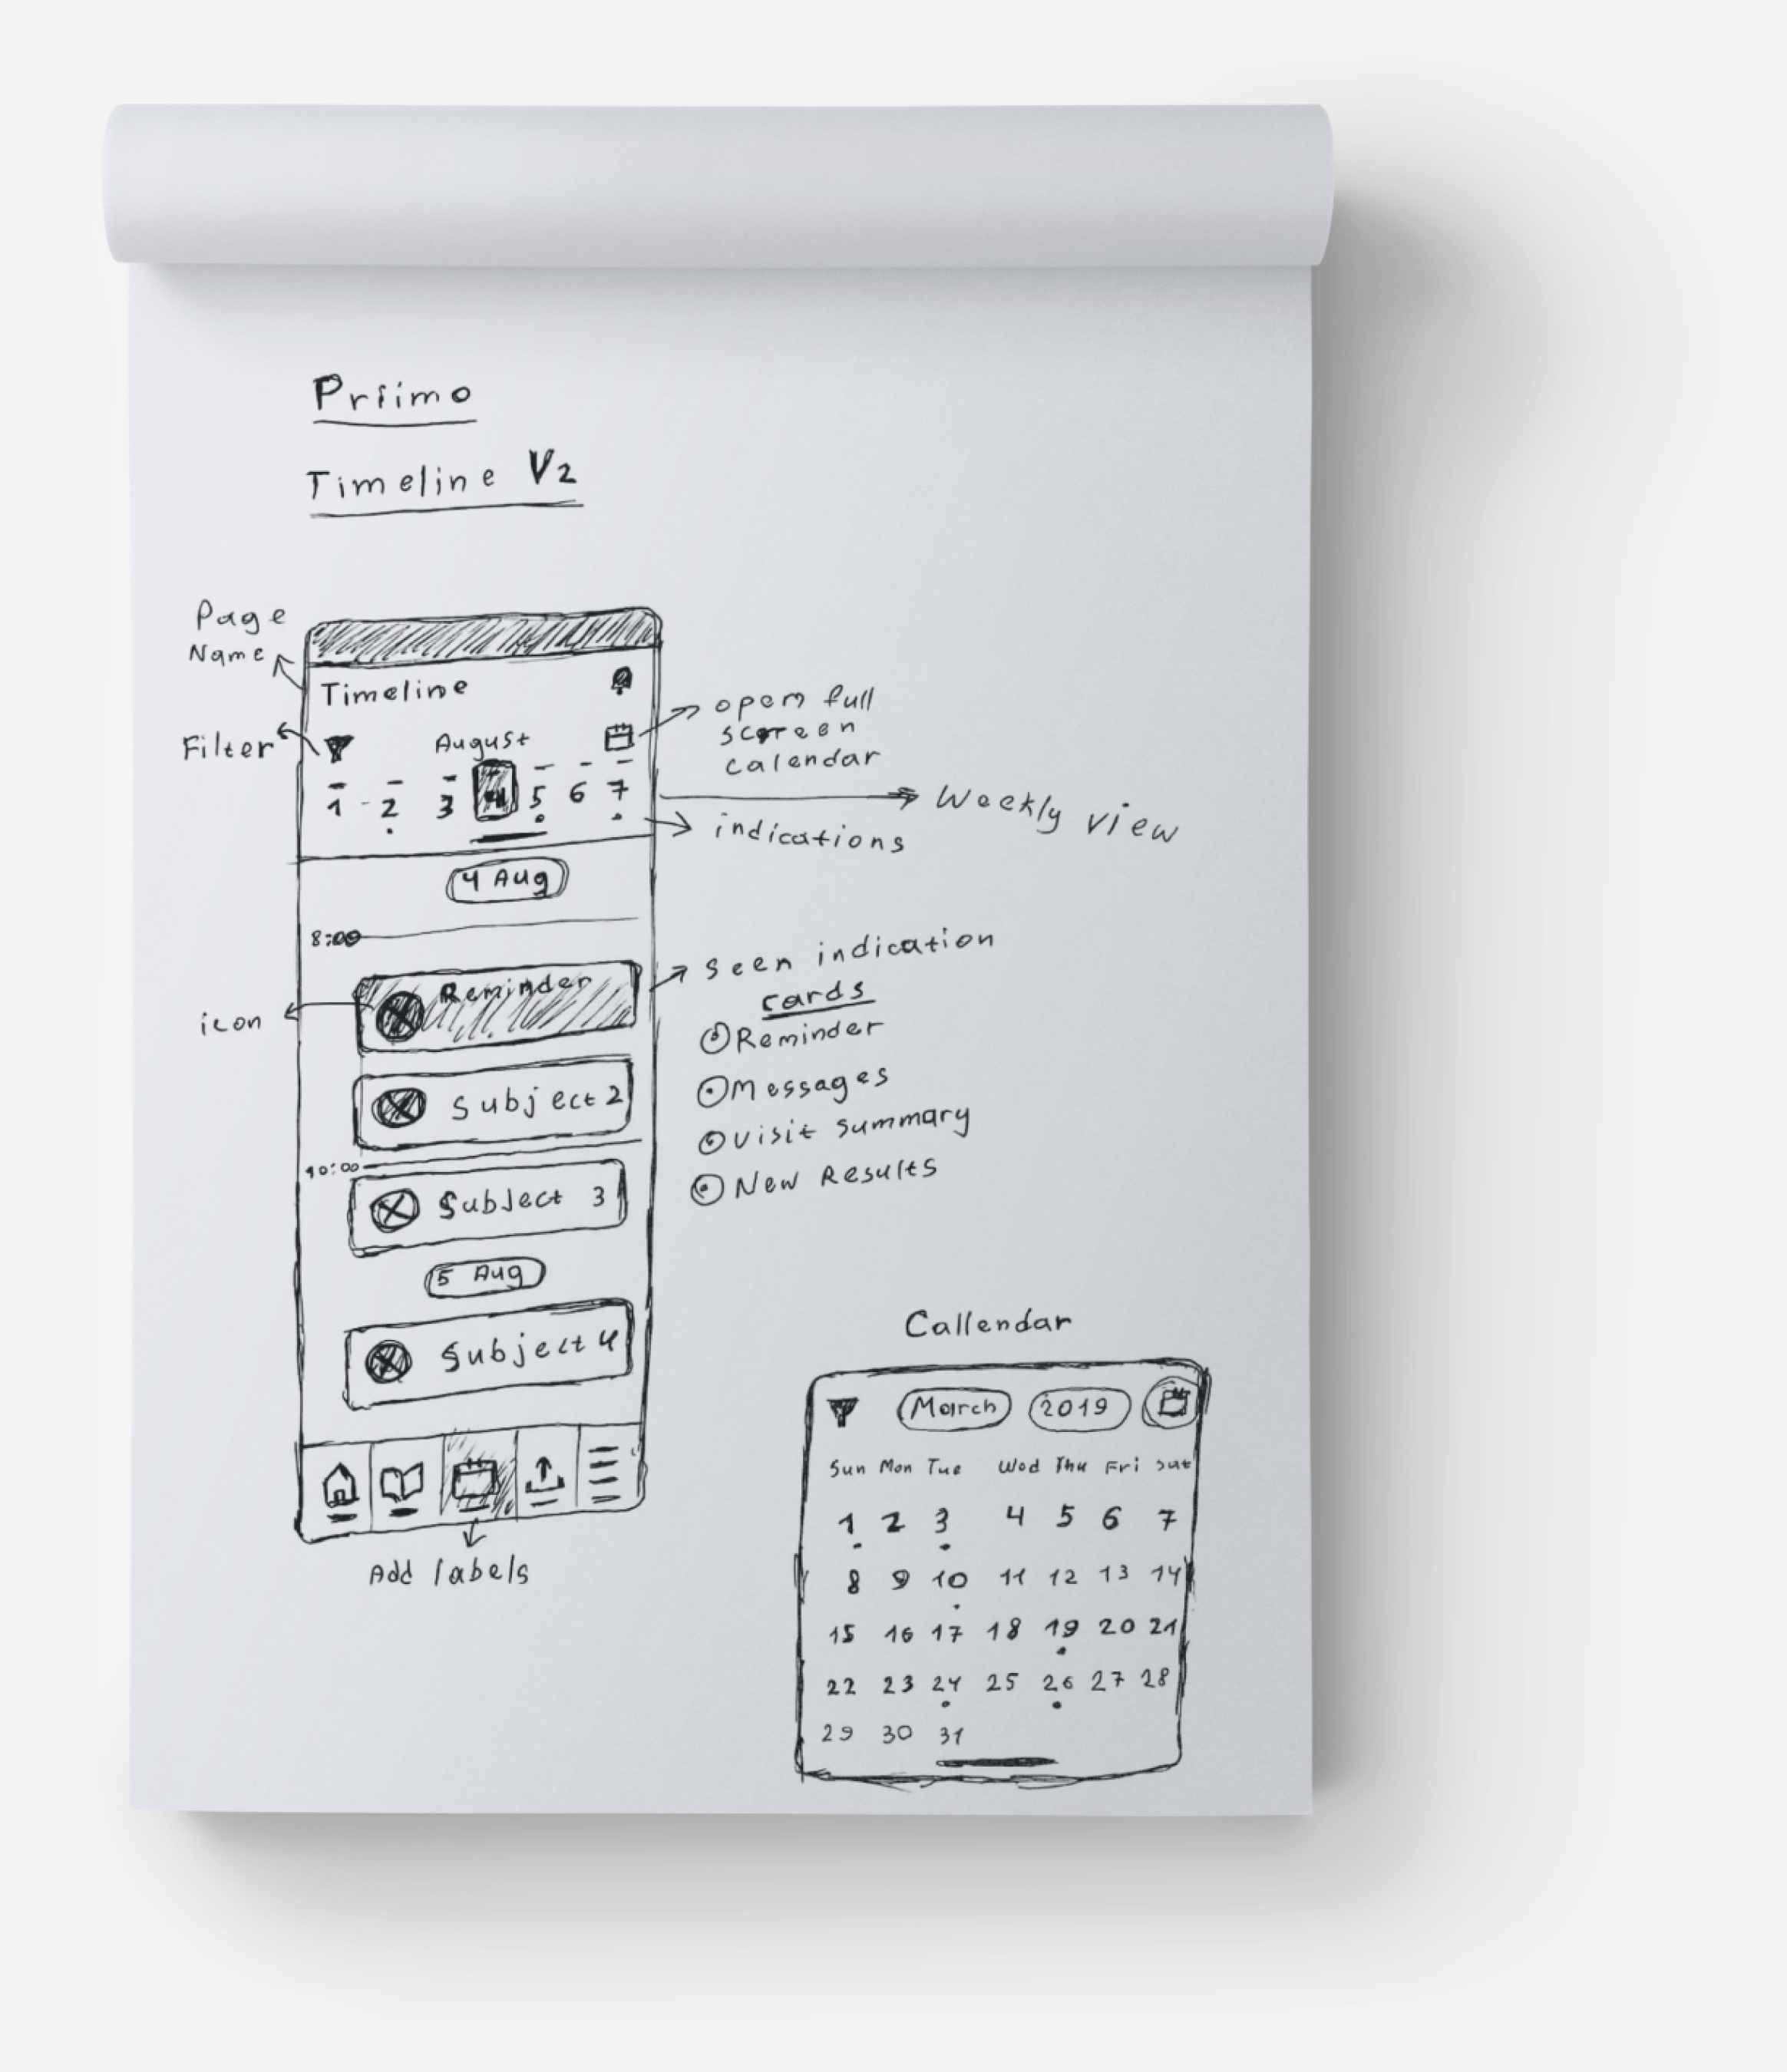 Priimo
Timeline V2
Page
Name
Timeline
Filter
August
open full
screen
calendar
1 2 3 4 5 6 7
Weekly view
indications
4 Aug
8:00
Reminder
icon
Seen indication
cards
Reminder
Messages
Visit summary
New Results
Subject 2
10:00
Subject 3
5 Aug
Subject 4
Add labels
Callendar
March 2019
Sun Mon Tue Wed Thu Fri Sat
1 2 3 4 5 6 7
8 9 10 11 12 13 14
15 16 17 18 19 20 21
22 23 24 25 26 27 28
29 30 31